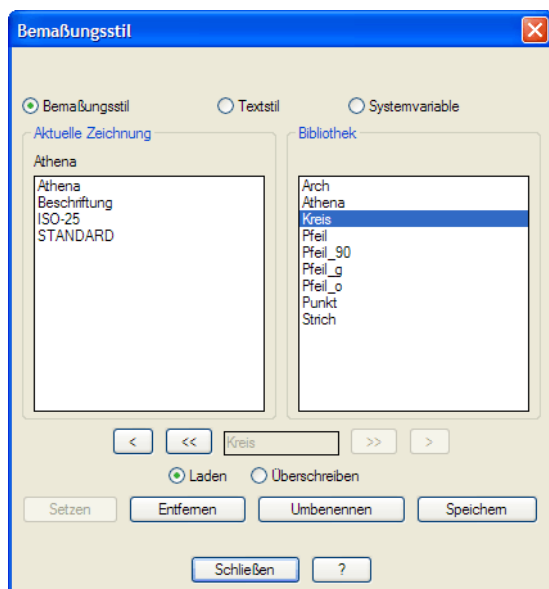 Bemaßungsstil
Bemaßungsstil Textstil Systemvariable
Aktuelle Zeichnung Bibliothek
Athena
Athena
Beschriftung
ISO-25
STANDARD
Arch
Athena
Kreis
Pfeil
Pfeil_90
Pfeil_g
Pfeil_o
Punkt
Strich
< << Kreis >> >
Laden Überschreiben
Setzen Entfernen Umbenennen Speichern
Schließen ?